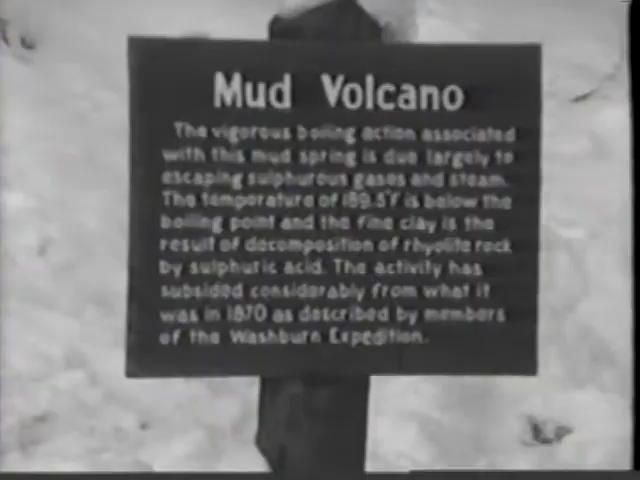 Mud Volcano
The vigorous boiling action associated
with this mud spring is due largely to
escaping sulphurous gases and steam.
The temperature of 189.5°F is below the
boiling point and the fine clay is the
result of decomposition of rhyolite rock
by sulphuric acid. The activity has
subsided considerably from what it
was in 1870 as described by members
of the Washburn Expedition.